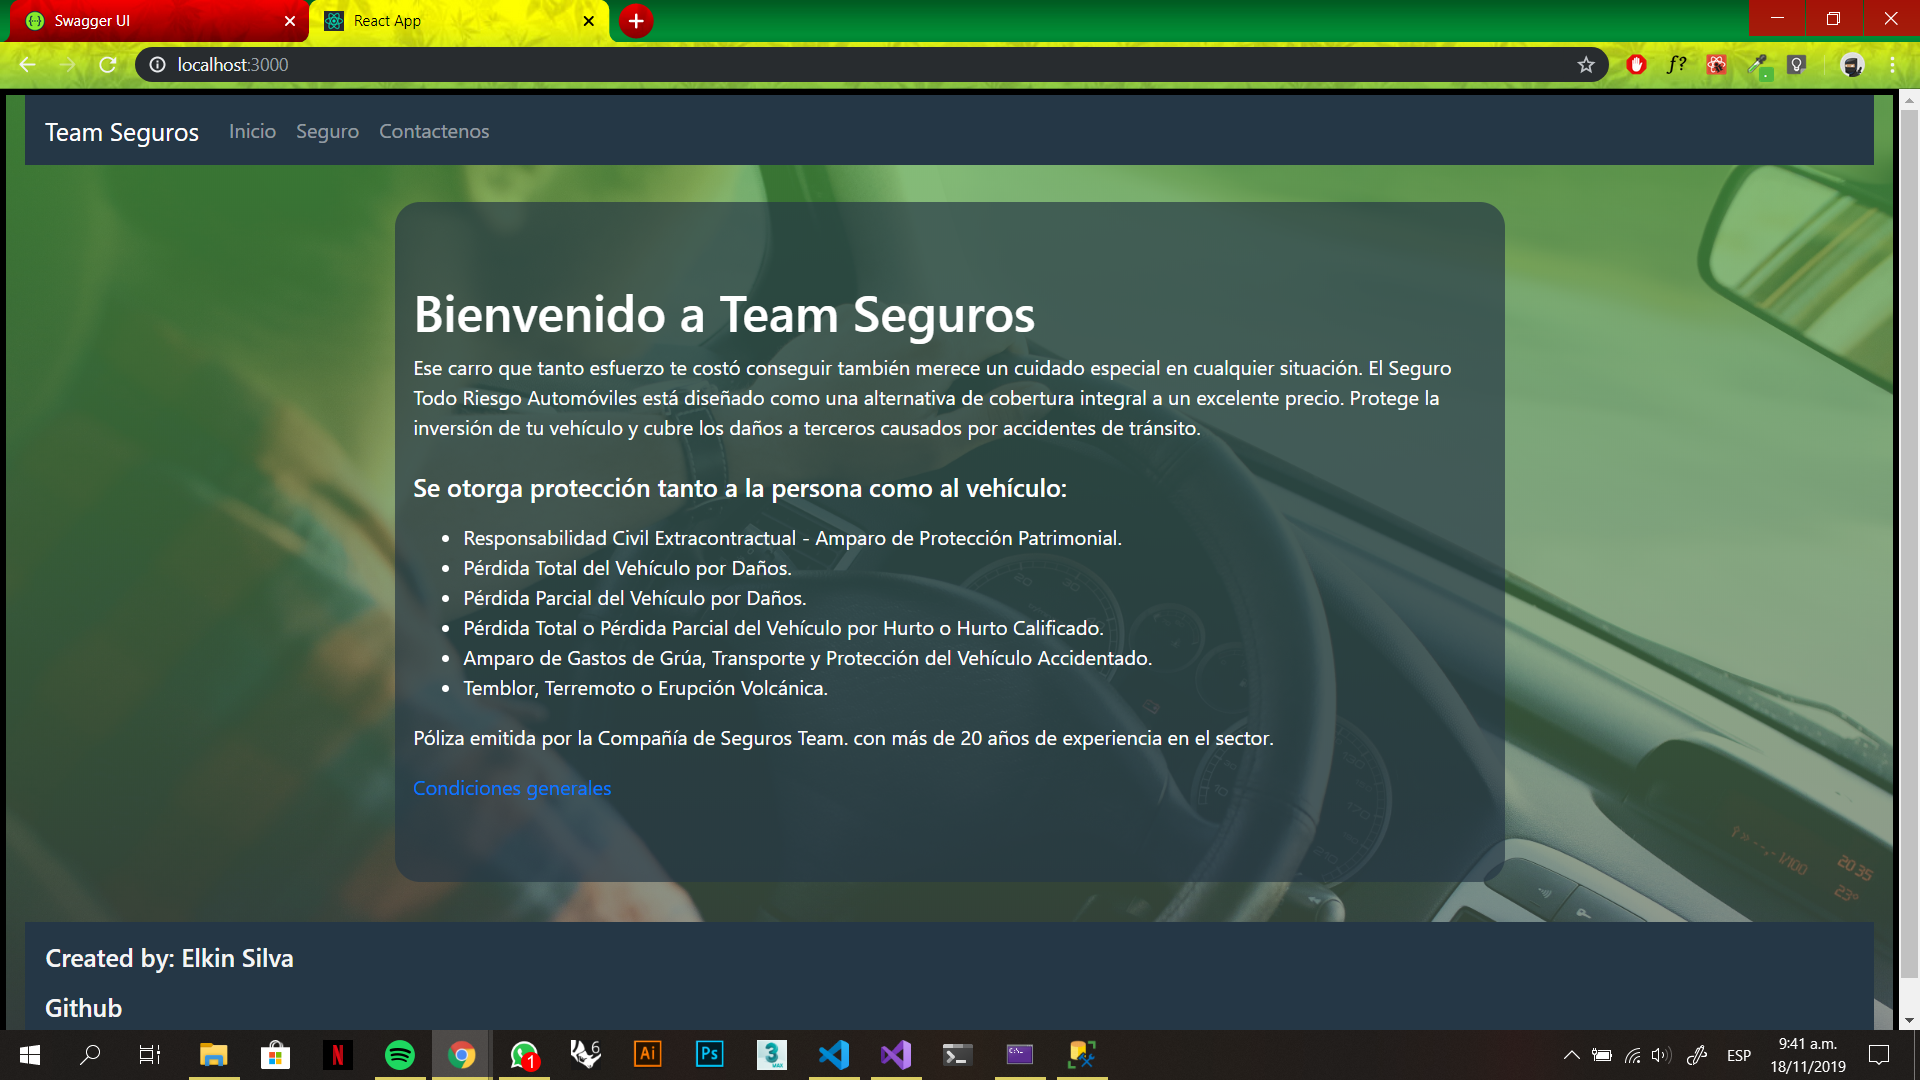 Swagger UI
React App
localhost:3000
f?
Team Seguros
Inicio
Seguro
Contactenos
Bienvenido a Team Seguros
Ese carro que tanto esfuerzo te costó conseguir también merece un cuidado especial en cualquier situación. El Seguro
Todo Riesgo Automóviles está diseñado como una alternativa de cobertura integral a un excelente precio. Protege la
inversión de tu vehículo y cubre los daños a terceros causados por accidentes de tránsito.
Se otorga protección tanto a la persona como al vehículo:
Responsabilidad Civil Extracontractual - Amparo de Protección Patrimonial.
Pérdida Total del Vehículo por Daños.
Pérdida Parcial del Vehículo por Daños.
Pérdida Total o Pérdida Parcial del Vehículo por Hurto o Hurto Calificado.
Amparo de Gastos de Grúa, Transporte y Protección del Vehículo Accidentado.
Temblor, Terremoto o Erupción Volcánica.
Póliza emitida por la Compañía de Seguros Team. con más de 20 años de experiencia en el sector.
Condiciones generales
20 35
23°
Created by: Elkin Silva
Github
N
1
6
Ai
Ps
3
MAX
ESP
9:41 a.m.
18/11/2019